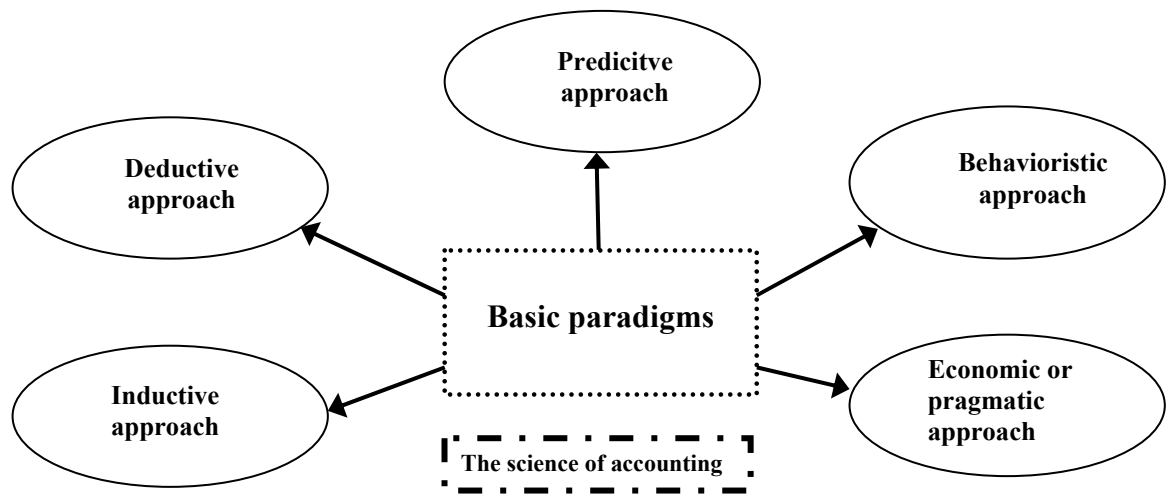 Predicitve
approach
Deductive
approach
Behavioristic
approach
Basic paradigms
Inductive
approach
Economic or
pragmatic
approach
The science of accounting